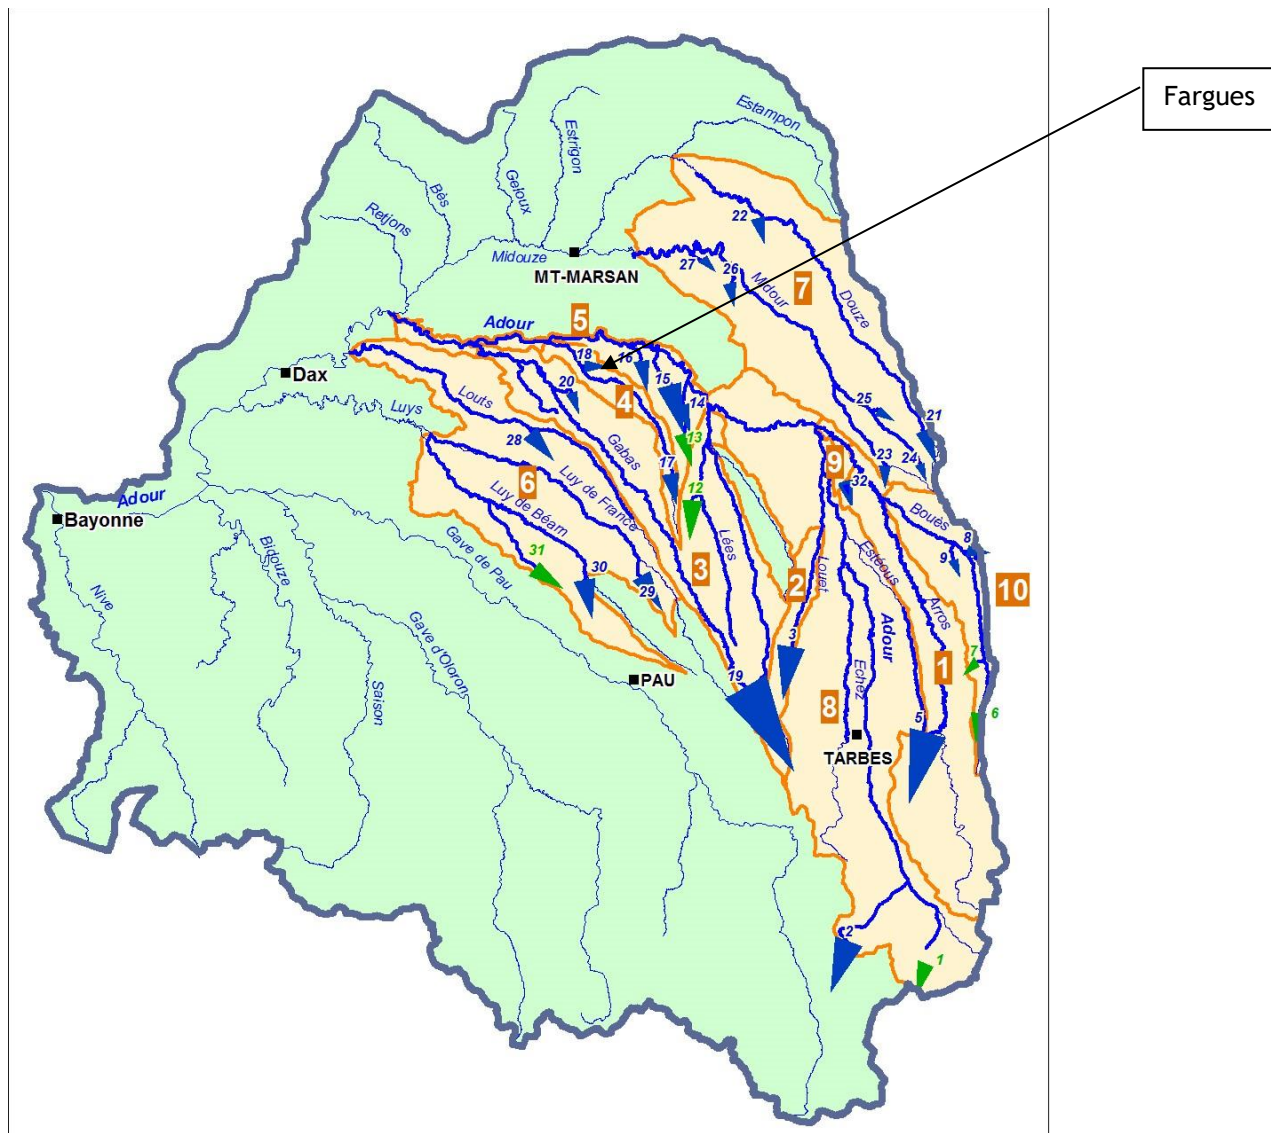 Fargues
Estampon
Estrigon
Geloux
Bès
Retjons
Midouze
MT-MARSAN
22
27
26
Midour
7
Douze
5
Adour
18
16
15
14
20
4
Dax
Louts
Luys
25
21
28
Gabas
13
17
12
9
23
24
32
6
Luy de France
Luy de Béarn
Adour
Bayonne
Boués
8
9
Gave de Pau
Bidouze
31
30
29
3
Lées
2
Louet
Estéous
10
Nive
Gave d'Oloron
Saison
Arros
Adour
Echez
3
1
7
19
PAU
8
5
6
TARBES
2
1